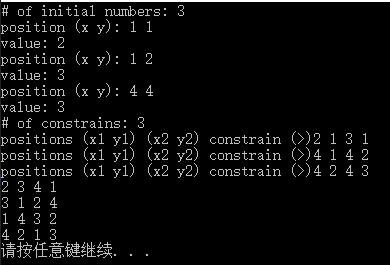 # of initial numbers: 3
position (x y): 1 1
value: 2
position (x y): 1 2
value: 3
position (x y): 4 4
value: 3
# of constrains: 3
positions (x1 y1) (x2 y2) constrain (>)2 1 3 1
positions (x1 y1) (x2 y2) constrain (>)4 1 4 2
positions (x1 y1) (x2 y2) constrain (>)4 2 4 3
2 3 4 1
3 1 2 4
1 4 3 2
4 2 1 3
请按任意键继续. . .